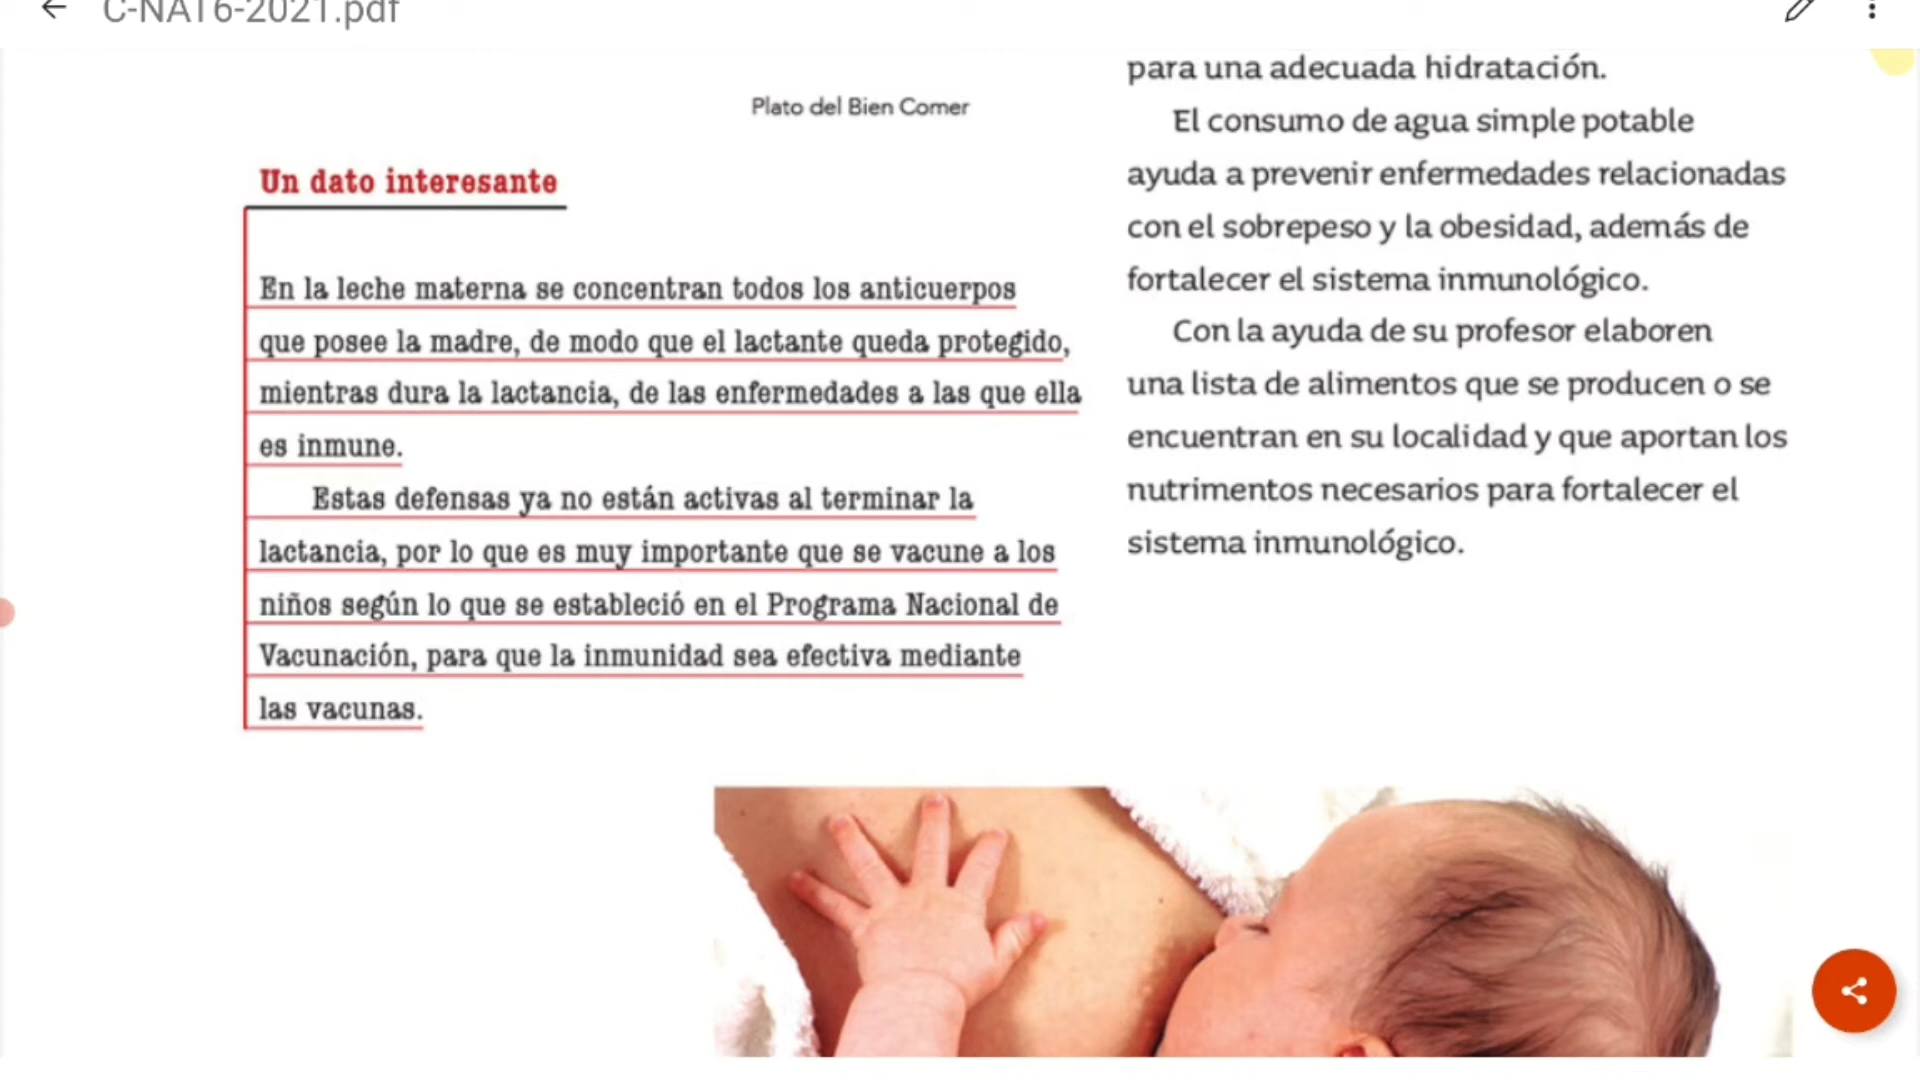 C-NAT6-2021.pdf
Plato del Bien Comer
Un dato interesante
En la leche materna se concentran todos los anticuerpos
que posee la madre, de modo que el lactante queda protegido,
mientras dura la lactancia, de las enfermedades a las que ella
es inmune.
Estas defensas ya no están activas al terminar la
lactancia, por lo que es muy importante que se vacune a los
niños según lo que se estableció en el Programa Nacional de
Vacunación, para que la inmunidad sea efectiva mediante
las vacunas.
para una adecuada hidratación.
El consumo de agua simple potable
ayuda a prevenir enfermedades relacionadas
con el sobrepeso y la obesidad, además de
fortalecer el sistema inmunológico.
Con la ayuda de su profesor elaboren
una lista de alimentos que se producen o se
encuentran en su localidad y que aportan los
nutrimentos necesarios para fortalecer el
sistema inmunológico.